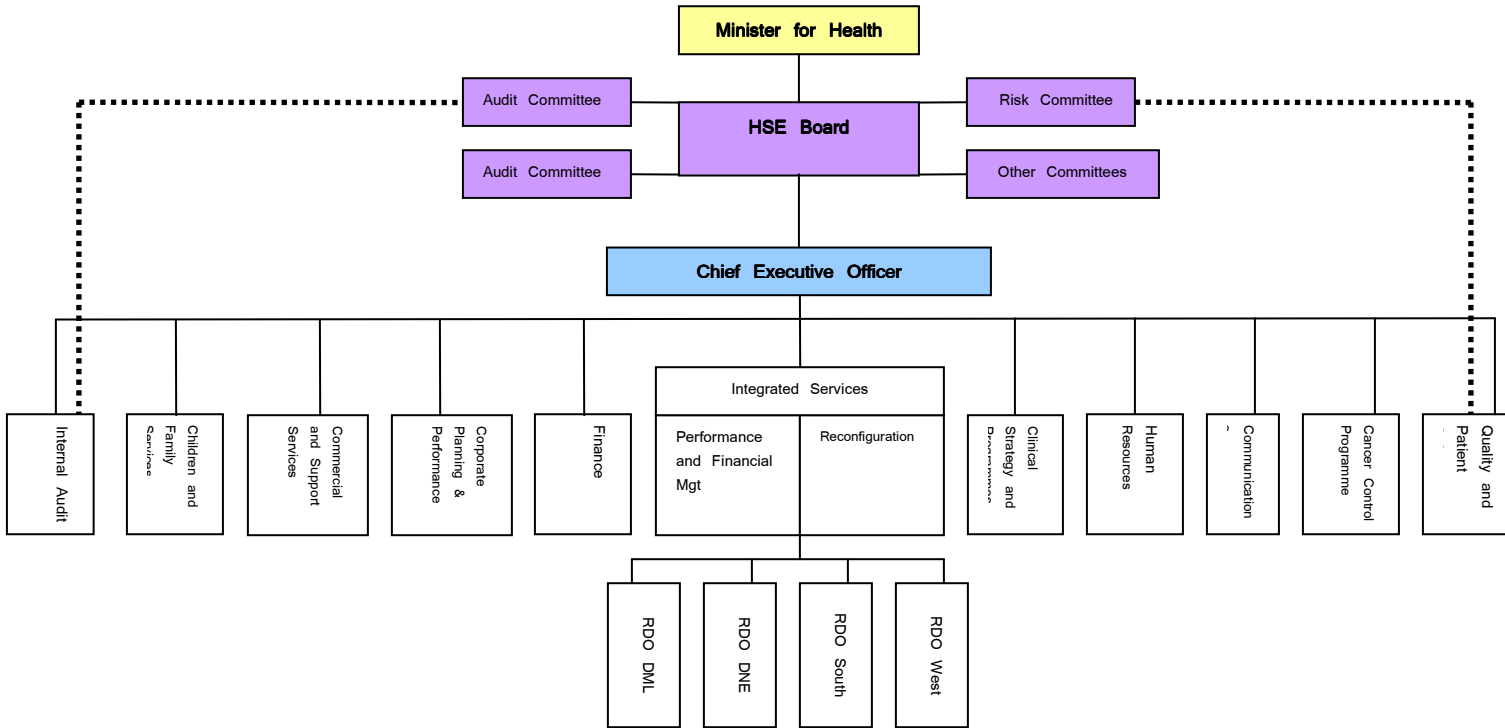 Minister for Health
Audit Committee
Risk Committee
HSE Board
Audit Committee
Other Committees
Chief Executive Officer
Integrated Services
Internal Audit
Children and
Family
Services
Commercial
and Support
Services
Corporate
Planning &
Performance
Finance
Performance
and Financial
Mgt
Reconfiguration
Clinical
Strategy and
Programmes
Human
Resources
Communication
Cancer Control
Programme
Quality and
Patient
RDO DML
RDO DNE
RDO South
RDO West